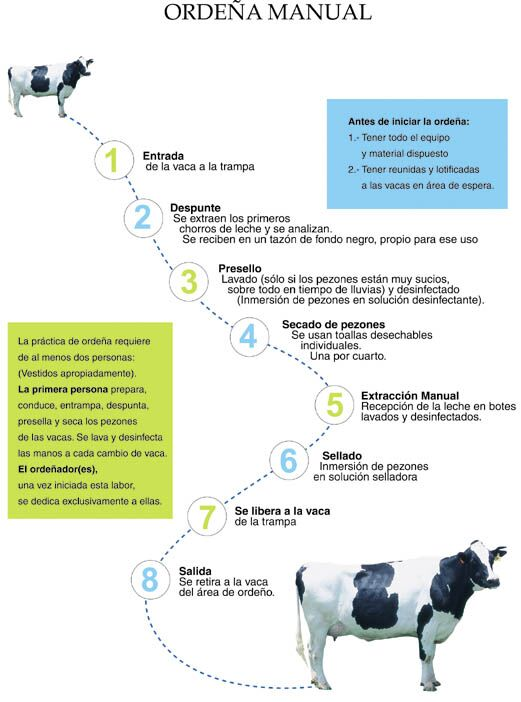 ORDEÑA MANUAL
Antes de iniciar la ordeña:
1.- Tener todo el equipo
y material dispuesto
2.- Tener reunidas y lotificadas
a las vacas en área de espera.
1
Entrada
de la vaca a la trampa
2
Despunte
Se extraen los primeros
chorros de leche y se analizan.
Se reciben en un tazón de fondo negro, propio para ese uso
3
Presello
Lavado (sólo si los pezones están muy sucios,
sobre todo en tiempo de lluvias) y desinfectado
(Inmersión de pezones en solución desinfectante).
4
Secado de pezones
Se usan toallas desechables
individuales.
Una por cuarto.
La práctica de ordeña requiere
de al menos dos personas:
(Vestidos apropiadamente).
La primera persona prepara,
conduce, entrampa, despunta,
presella y seca los pezones
de las vacas. Se lava y desinfecta
las manos a cada cambio de vaca.
El ordeñador(es),
una vez iniciada esta labor,
se dedica exclusivamente a ellas.
5
Extracción Manual
Recepción de la leche en botes
lavados y desinfectados.
6
Sellado
Inmersión de pezones
en solución selladora
7
Se libera a la vaca
de la trampa
8
Salida
Se retira a la vaca
del área de ordeño.